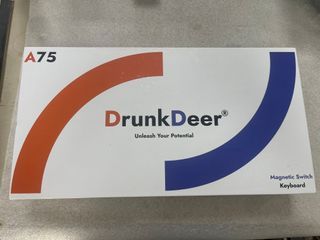 A75
DrunkDeer®
Unleash Your Potential
Magnetic Switch
Keyboard